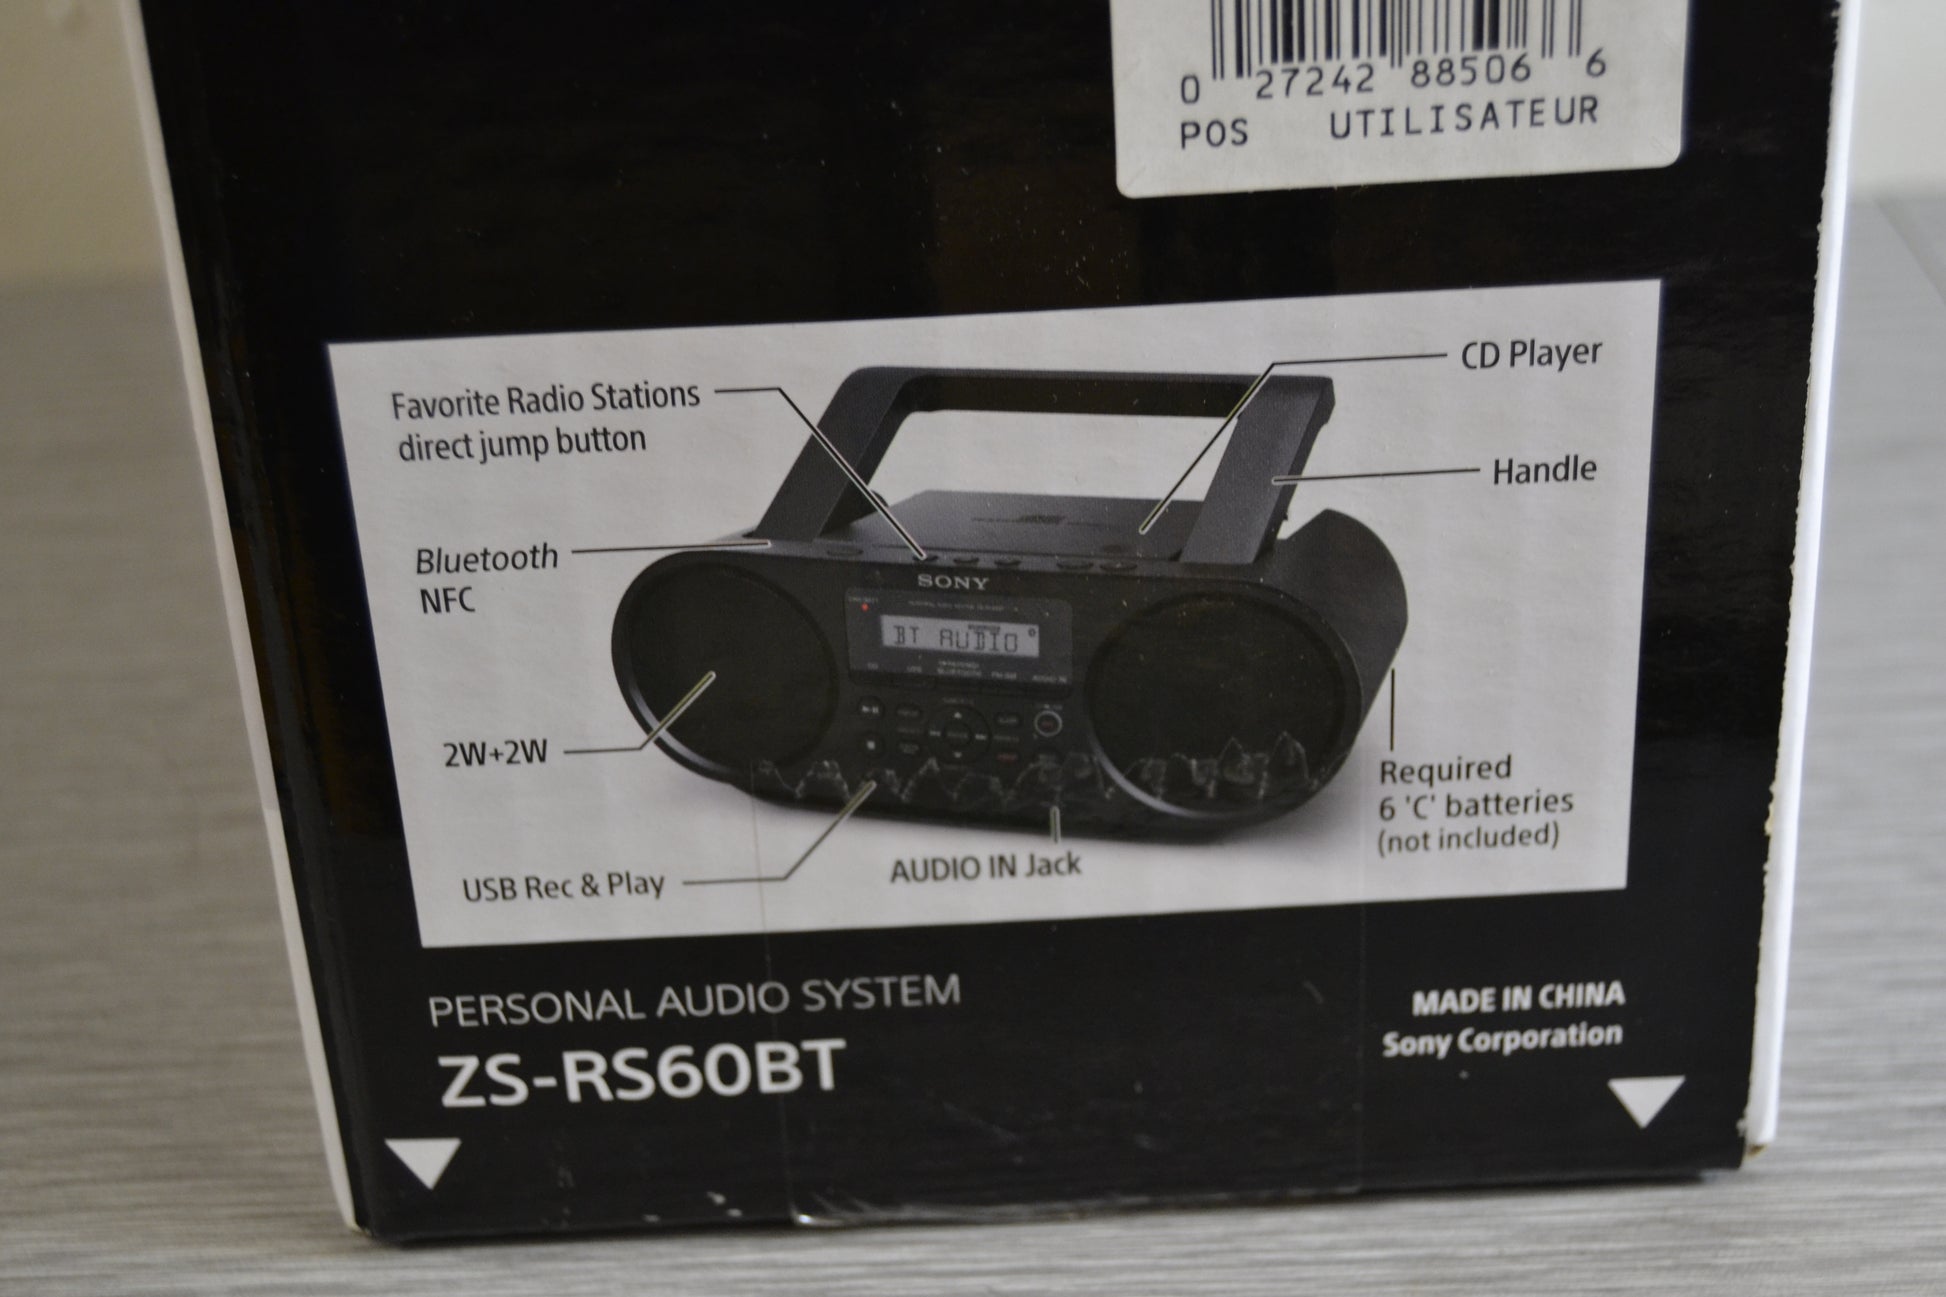 0 27242 88506 6
POS UTILISATEUR
CD Player
Favorite Radio Stations
direct jump button
Handle
Bluetooth
NFC
SONY
BT AUDIO
2W+2W
Required
6 'C' batteries
(not included)
USB Rec & Play
AUDIO IN Jack
PERSONAL AUDIO SYSTEM
ZS-RS60BT
MADE IN CHINA
Sony Corporation